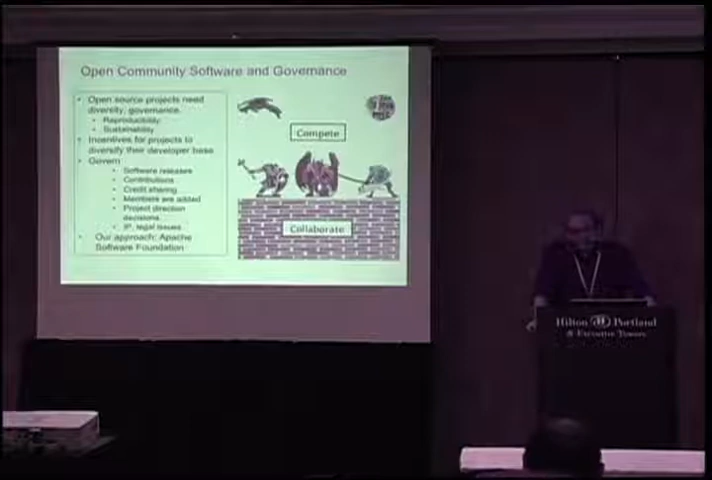 Open Community Software and Governance
• Open source projects need
diversity, governance.
• Reproducibility
• Sustainability
• Incentives for projects to
diversify their developer base
• Govern
• Software releases
• Contributions
• Credit sharing
• Members are added
• Project direction
decisions.
• IP, legal issues
• Our approach: Apache
Software Foundation
Compete
Collaborate
Hilton Portland
& Executive Tower